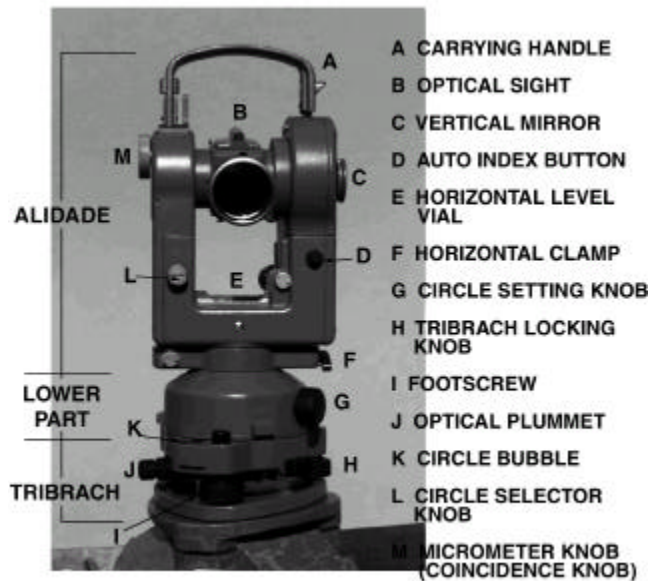 A CARRYING HANDLE
B OPTICAL SIGHT
C VERTICAL MIRROR
D AUTO INDEX BUTTON
E HORIZONTAL LEVEL
VIAL
F HORIZONTAL CLAMP
G CIRCLE SETTING KNOB
H TRIBRACH LOCKING
KNOB
I FOOTSCREW
J OPTICAL PLUMMET
K CIRCLE BUBBLE
L CIRCLE SELECTOR
KNOB
M MICROMETER KNOB
(COINCIDENCE KNOB)
A
B
M
C
ALIDADE
D
L
E
F
LOWER
PART
G
K
J
H
TRIBRACH
I